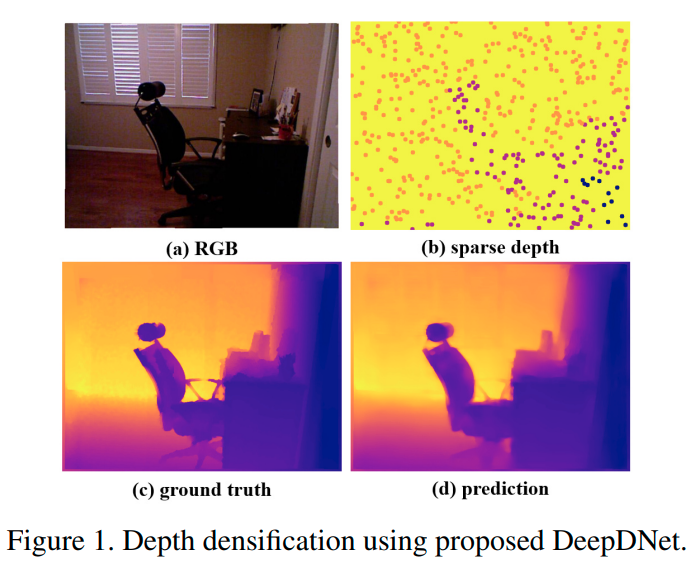 (a) RGB
(b) sparse depth
(c) ground truth
(d) prediction
Figure 1. Depth densification using proposed DeepDNet.